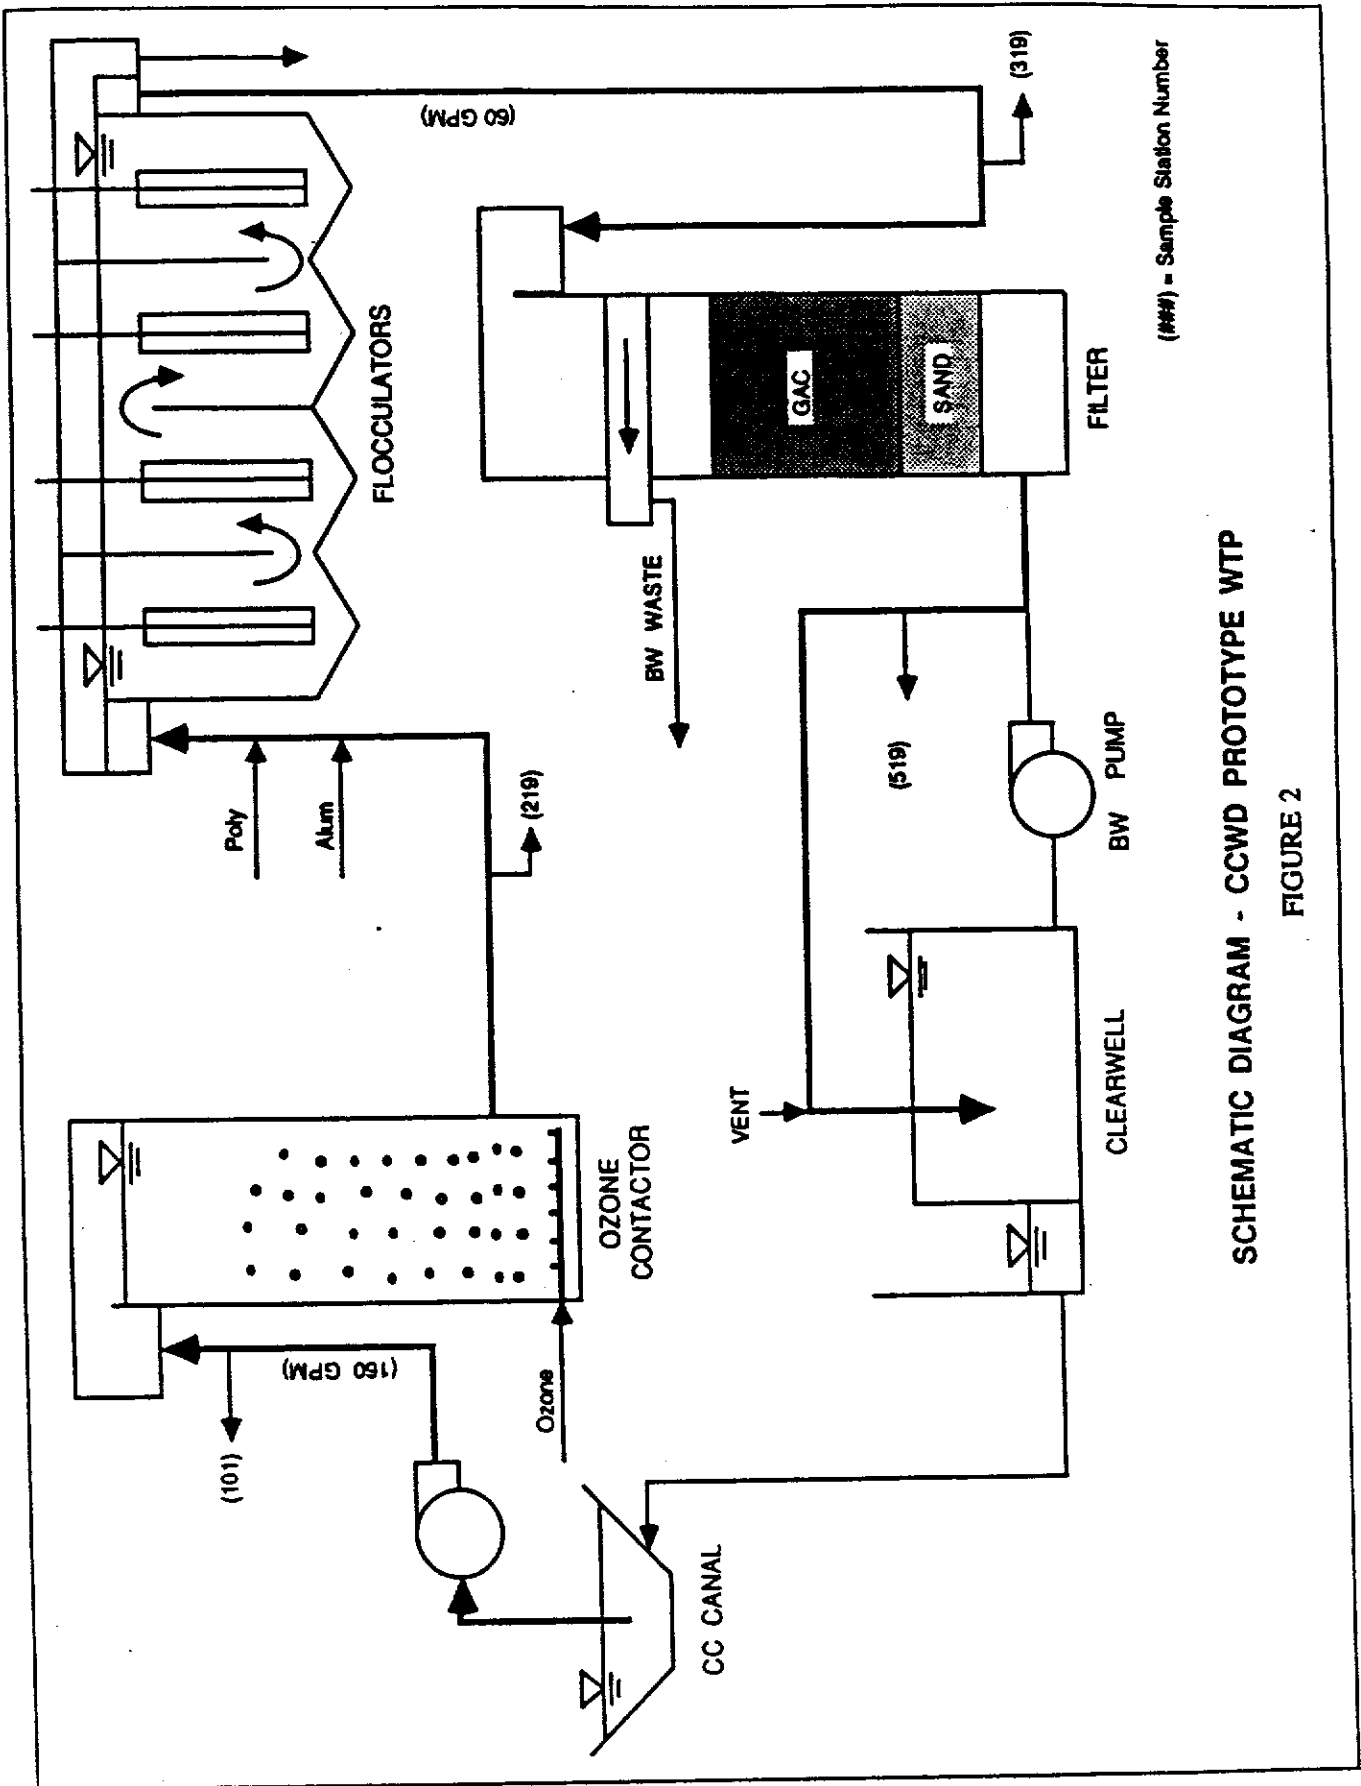 (101)
(160 GPM)
Ozone
OZONE
CONTACTOR
CC CANAL
(219)
Poly
Alum
FLOCCULATORS
(60 GPM)
(319)
GAC
SAND
FILTER
BW WASTE
(519)
BW PUMP
VENT
CLEARWELL
(###) = Sample Station Number
SCHEMATIC DIAGRAM - CCWD PROTOTYPE WTP
FIGURE 2